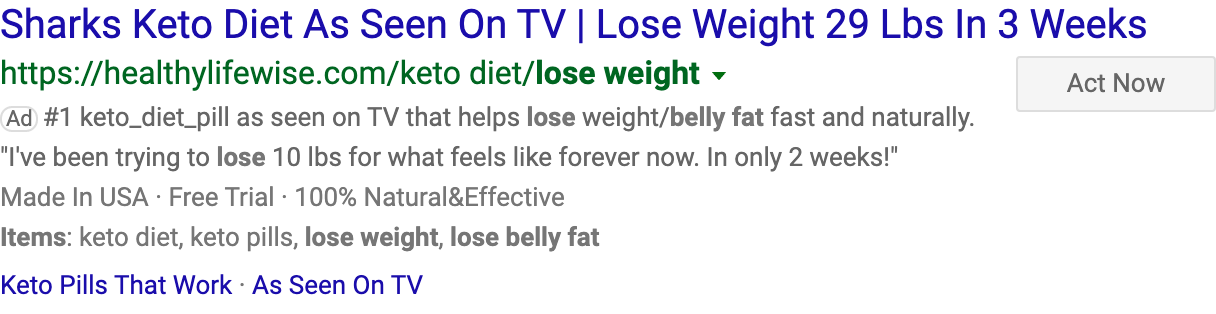 Sharks Keto Diet As Seen On TV | Lose Weight 29 Lbs In 3 Weeks
https://healthylifewise.com/keto diet/lose weight
Act Now
Ad #1 keto_diet_pill as seen on TV that helps lose weight/belly fat fast and naturally.
"I've been trying to lose 10 lbs for what feels like forever now. In only 2 weeks!"
Made In USA · Free Trial · 100% Natural&Effective
Items: keto diet, keto pills, lose weight, lose belly fat
Keto Pills That Work · As Seen On TV